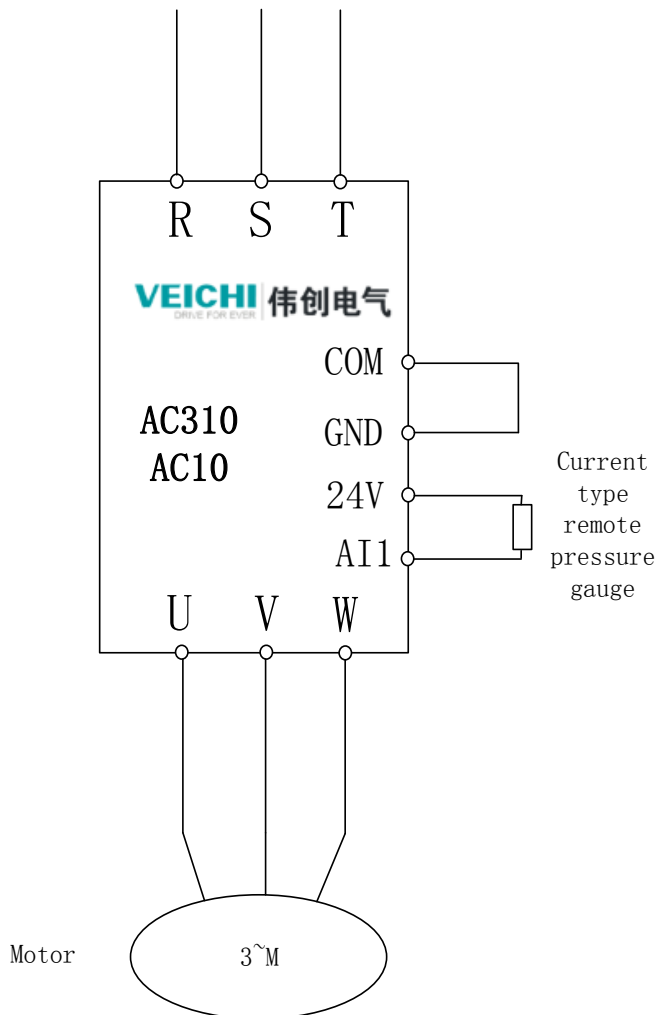 R S T
VEICHI 伟创电气
DRIVE FOR EVER
COM
AC310
GND
AC10
24V
Current
type
remote
pressure
gauge
AI1
U V W
Motor
3~M